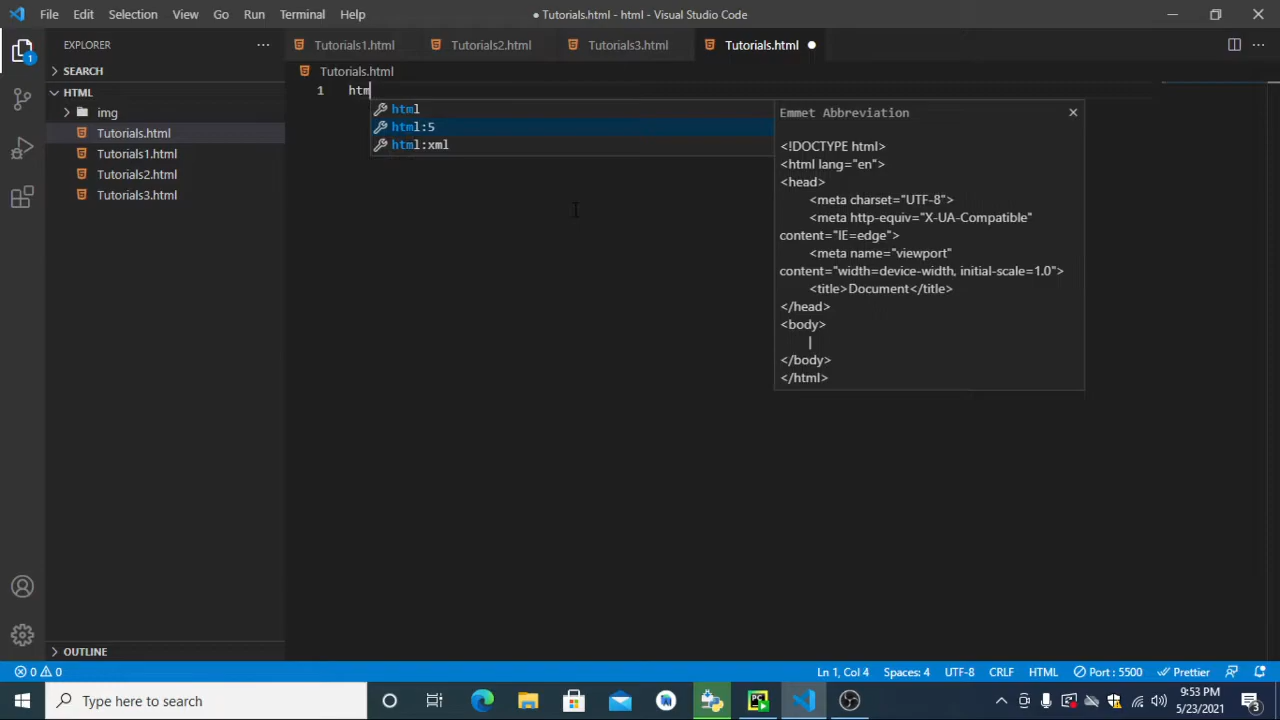 File Edit Selection View Go Run Terminal Help
● Tutorials.html - html - Visual Studio Code
EXPLORER
Tutorials1.html Tutorials2.html Tutorials3.html Tutorials.html
SEARCH
Tutorials.html
HTML
1 htm
img
Tutorials.html
Tutorials1.html
Tutorials2.html
Tutorials3.html
html
html:5
html:xml
Emmet Abbreviation
<!DOCTYPE html>
<html lang="en">
<head>
<meta charset="UTF-8">
<meta http-equiv="X-UA-Compatible"
content="IE=edge">
<meta name="viewport"
content="width=device-width, initial-scale=1.0">
<title>Document</title>
</head>
<body>
|
</body>
</html>
1
OUTLINE
0 0
Ln 1, Col 4 Spaces: 4 UTF-8 CRLF HTML Port : 5500 Prettier
Type here to search
9:53 PM
5/23/2021
3